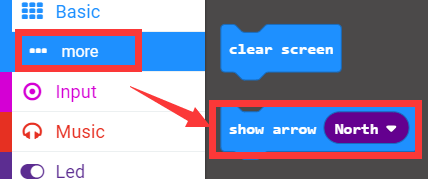 Basic
more
Input
Music
Led
clear screen
show arrow North